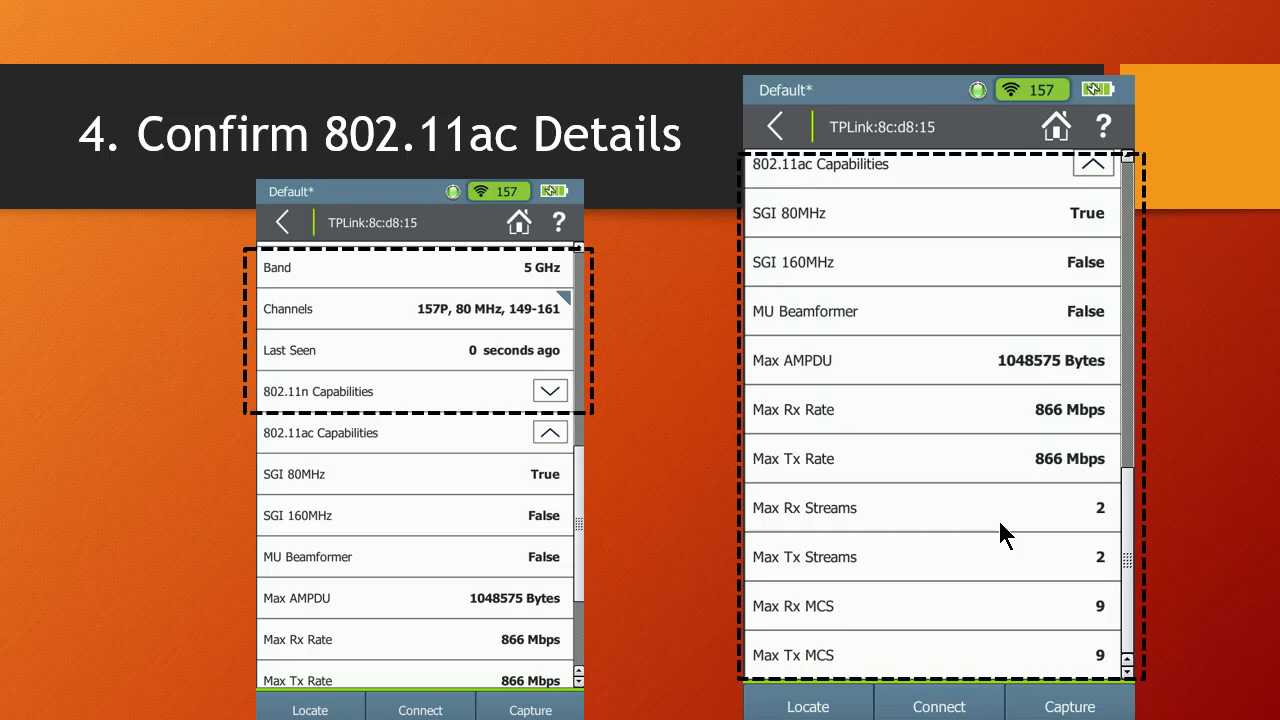 4. Confirm 802.11ac Details
Default* 157
TPLink:8c:d8:15 ?
Band 5 GHz
Channels 157P, 80 MHz, 149-161
Last Seen 0 seconds ago
802.11n Capabilities
802.11ac Capabilities
SGI 80MHz True
SGI 160MHz False
MU Beamformer False
Max AMPDU 1048575 Bytes
Max Rx Rate 866 Mbps
Max Tx Rate 866 Mbps
Locate Connect Capture
Default* 157
TPLink:8c:d8:15 ?
802.11ac Capabilities
SGI 80MHz True
SGI 160MHz False
MU Beamformer False
Max AMPDU 1048575 Bytes
Max Rx Rate 866 Mbps
Max Tx Rate 866 Mbps
Max Rx Streams 2
Max Tx Streams 2
Max Rx MCS 9
Max Tx MCS 9
Locate Connect Capture